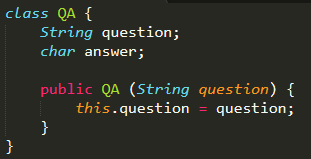 class QA {
    String question;
    char answer;

    public QA (String question) {
        this.question = question;
    }
}